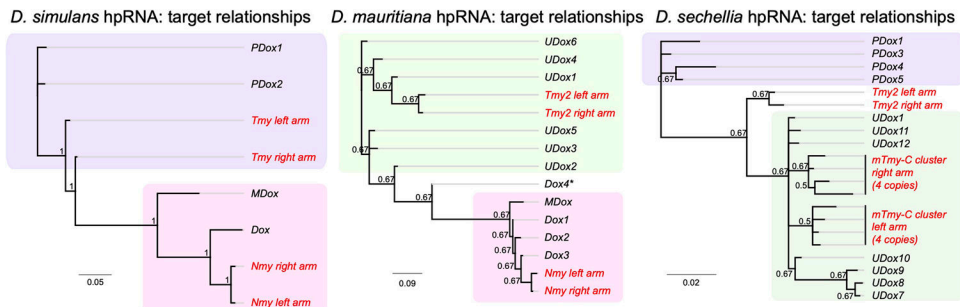 D. simulans hpRNA: target relationships
PDox1
PDox2
Tmy left arm
1
Tmy right arm
1
MDox
1
Dox
1
Nmy right arm
1
Nmy left arm
0.05
D. mauritiana hpRNA: target relationships
UDox6
UDox4
0.67
UDox1
0.67
Tmy2 left arm
0.67
Tmy2 right arm
UDox5
0.67
UDox3
UDox2
0.67
Dox4*
MDox
0.67
Dox1
0.67
Dox2
0.67
Dox3
0.67
Nmy left arm
0.67
Nmy right arm
0.09
D. sechellia hpRNA: target relationships
PDox1
PDox3
PDox4
0.67
PDox5
Tmy2 left arm
0.67
Tmy2 right arm
0.67
UDox1
UDox11
UDox12
mTmy-C cluster
right arm
(4 copies)
0.67
0.67
0.5
mTmy-C cluster
left arm
(4 copies)
0.5
UDox10
0.67
UDox9
0.67
UDox8
0.67
UDox7
0.02